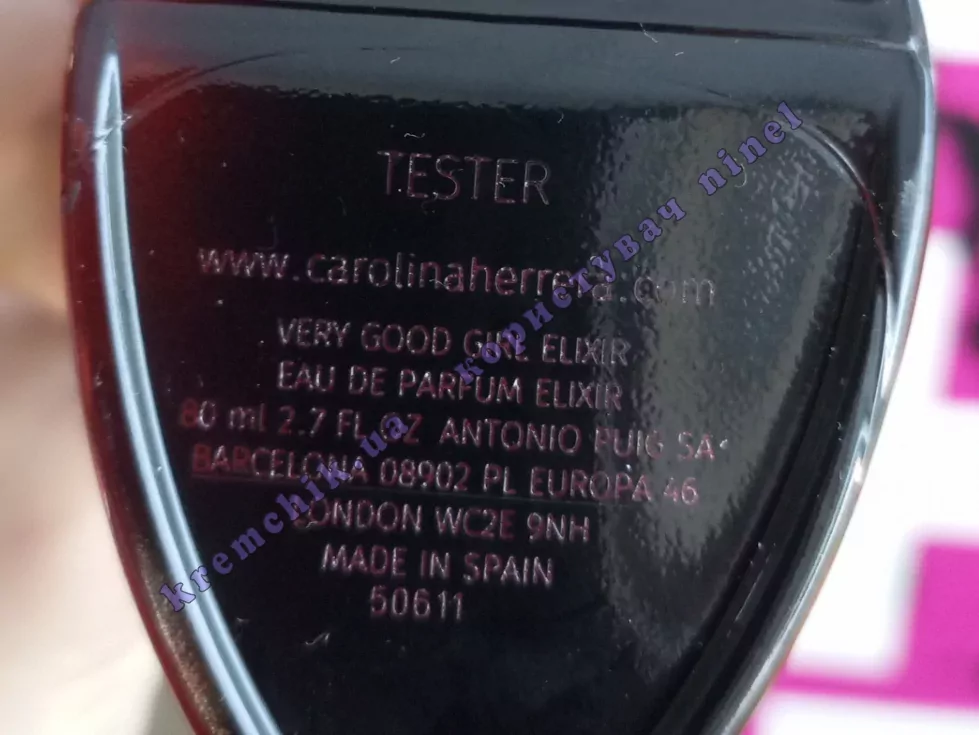 TESTER
www.carolinaherrera.com
VERY GOOD GIRL ELIXIR
EAU DE PARFUM ELIXIR
80 ml 2.7 FL OZ ANTONIO PUIG SA
BARCELONA 08902 PL EUROPA 46
LONDON WC2E 9NH
MADE IN SPAIN
50611
kremchik.ua користувач ninel